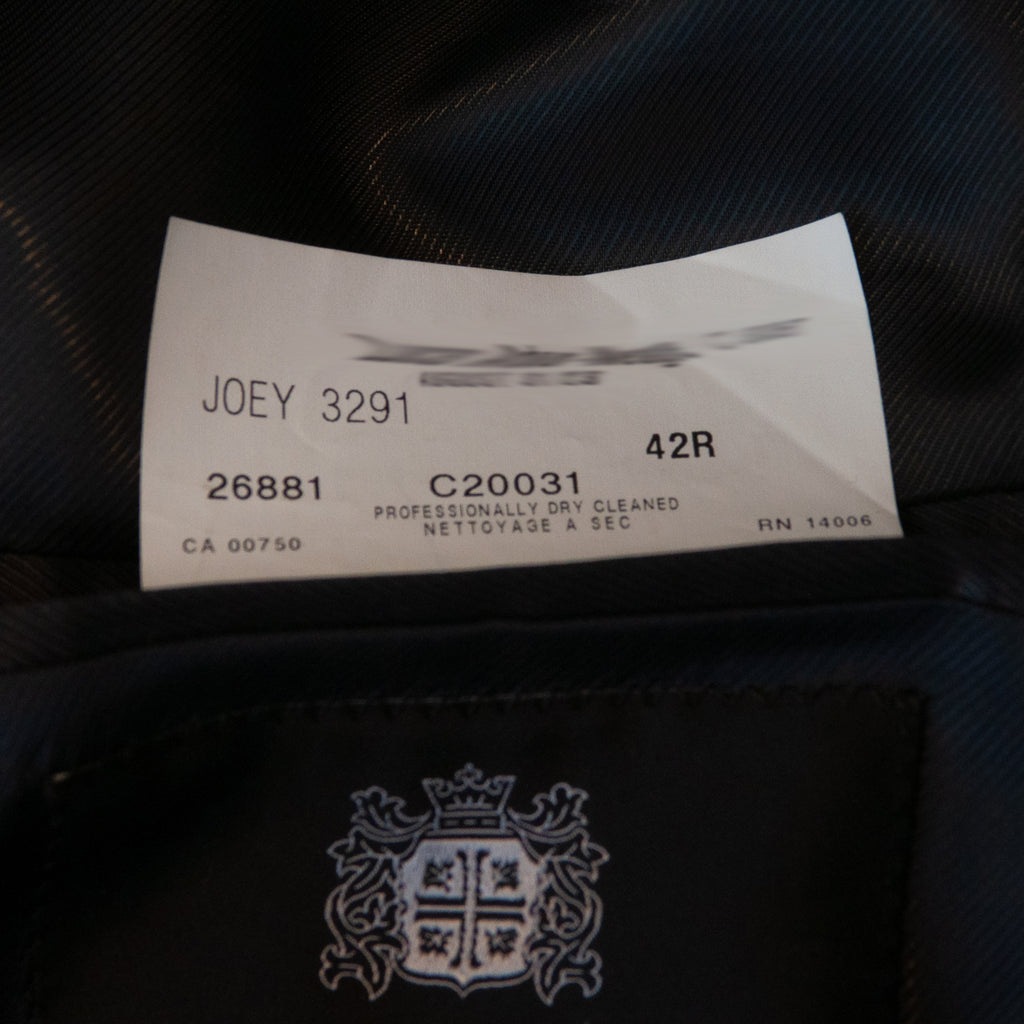 JOEY 3291
42R
26881 C20031
PROFESSIONALLY DRY CLEANED
NETTOYAGE A SEC
CA 00750 RN 14006